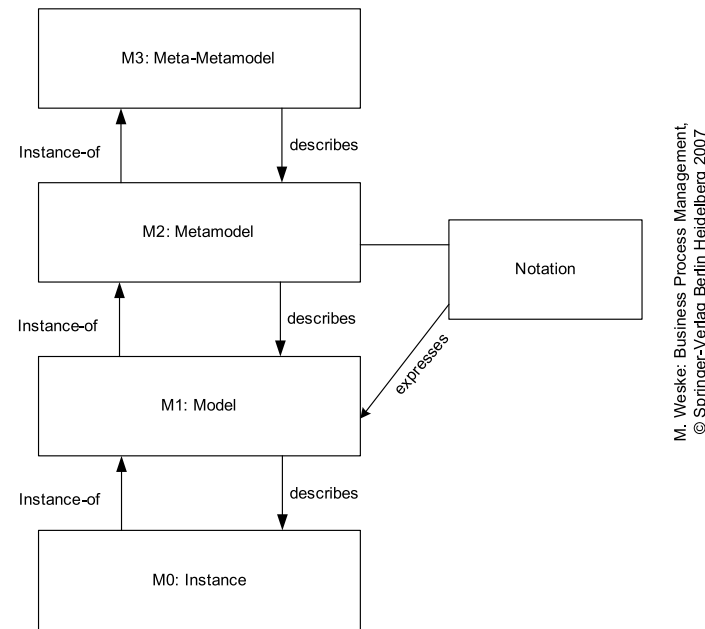 M3: Meta-Metamodel
Instance-of
describes
M2: Metamodel
Notation
Instance-of
describes
expresses
M1: Model
Instance-of
describes
M0: Instance
M. Weske: Business Process Management,
© Springer-Verlag Berlin Heidelberg 2007